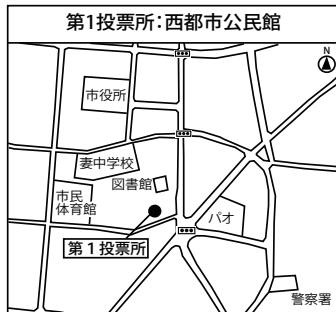 第1投票所:西都市公民館
N
市役所
妻中学校
図書館
市民
体育館
パオ
第1投票所
警察署